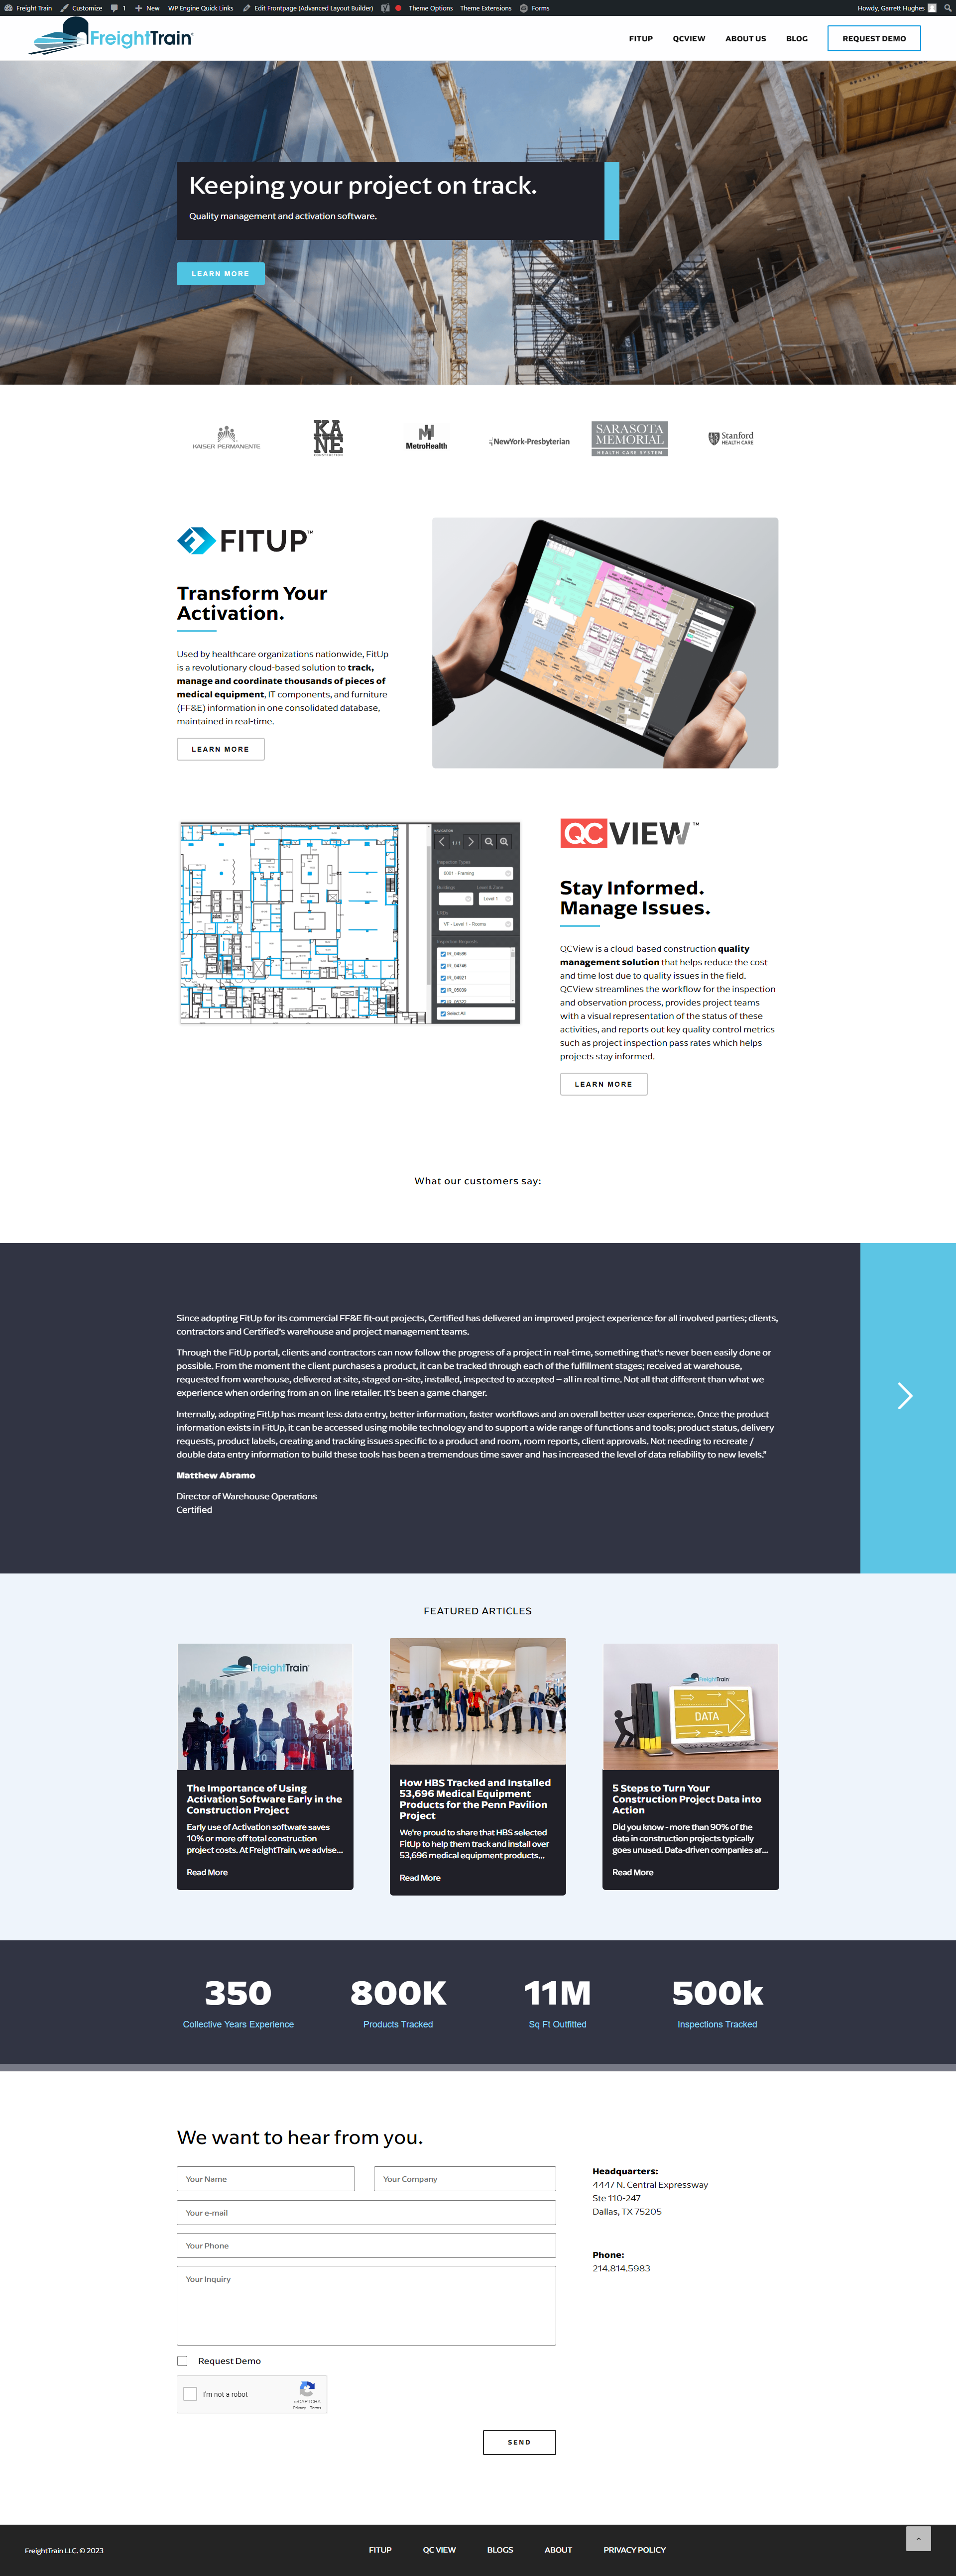 Freight Train Customize 1 New WP Engine Quick Links Edit Frontpage (Advanced Layout Builder) Theme Options Theme Extensions Forms Howdy, Garrett Hughes
FreightTrain
FITUP QCVIEW ABOUT US BLOG REQUEST DEMO
Keeping your project on track.
Quality management and activation software.
LEARN MORE
KAISER PERMANENTE
KANE
CONSTRUCTION
MetroHealth
NewYork-Presbyterian
SARASOTA
MEMORIAL
HEALTH CARE SYSTEM
Stanford
HEALTH CARE
FITUP™
Transform Your
Activation.
Used by healthcare organizations nationwide, FitUp
is a revolutionary cloud-based solution to track,
manage and coordinate thousands of pieces of
medical equipment, IT components, and furniture
(FF&E) information in one consolidated database,
maintained in real-time.
LEARN MORE
1 / 1
Inspection Types
0001 - Framing
Buildings Level & Zone
Level 1
LADs
VF - Level 1 - Rooms
Inspection Requests
IR_04586
IR_04746
IR_04921
IR_05039
IR_05322
Select All
QC VIEW™
Stay Informed.
Manage Issues.
QCView is a cloud-based construction quality
management solution that helps reduce the cost
and time lost due to quality issues in the field.
QCView streamlines the workflow for the inspection
and observation process, provides project teams
with a visual representation of the status of these
activities, and reports out key quality control metrics
such as project inspection pass rates which helps
projects stay informed.
LEARN MORE
What our customers say:
Since adopting FitUp for its commercial FF&E fit-out projects, Certified has delivered an improved project experience for all involved parties; clients,
contractors and Certified's warehouse and project management teams.
Through the FitUp portal, clients and contractors can now follow the progress of a project in real-time, something that's never been easily done or
possible. From the moment the client purchases a product, it can be tracked through each of the fulfillment stages; received at warehouse,
requested from warehouse, delivered at site, staged on-site, installed, inspected to accepted – all in real time. Not all that different than what we
experience when ordering from an on-line retailer. It's been a game changer.
Internally, adopting FitUp has meant less data entry, better information, faster workflows and an overall better user experience. Once the product
information exists in FitUp, it can be accessed using mobile technology and to support a wide range of functions and tools; product status, delivery
requests, product labels, creating and tracking issues specific to a product and room, room reports, client approvals. Not needing to recreate /
double data entry information to build these tools has been a tremendous time saver and has increased the level of data reliability to new levels."
Matthew Abramo
Director of Warehouse Operations
Certified
FEATURED ARTICLES
FreightTrain
The Importance of Using
Activation Software Early in the
Construction Project
Early use of Activation software saves
10% or more off total construction
project costs. At FreightTrain, we advise...
Read More
How HBS Tracked and Installed
53,696 Medical Equipment
Products for the Penn Pavilion
Project
We're proud to share that HBS selected
FitUp to help them track and install over
53,696 medical equipment products...
Read More
FreightTrain
DATA
5 Steps to Turn Your
Construction Project Data into
Action
Did you know - more than 90% of the
data in construction projects typically
goes unused. Data-driven companies ar...
Read More
350 800K 11M 500k
Collective Years Experience Products Tracked Sq Ft Outfitted Inspections Tracked
We want to hear from you.
Your Name Your Company
Your e-mail
Your Phone
Your Inquiry
Request Demo
I'm not a robot
reCAPTCHA
Privacy - Terms
SEND
Headquarters:
4447 N. Central Expressway
Ste 110-247
Dallas, TX 75205
Phone:
214.814.5983
FreightTrain LLC. © 2023 FITUP QC VIEW BLOGS ABOUT PRIVACY POLICY